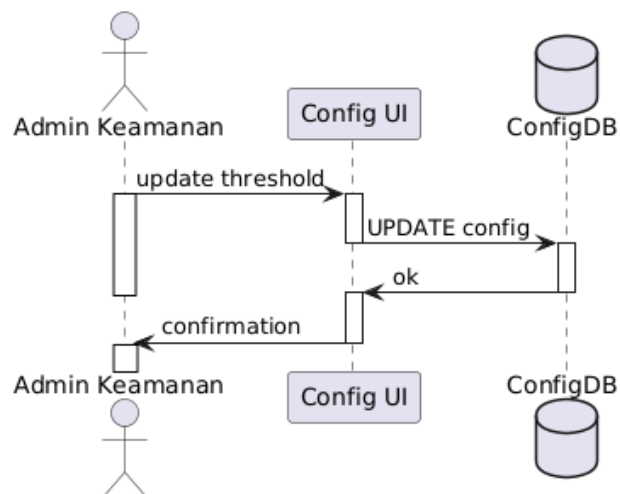 Admin Keamanan
Config UI
ConfigDB
update threshold
UPDATE config
ok
confirmation
Admin Keamanan
Config UI
ConfigDB